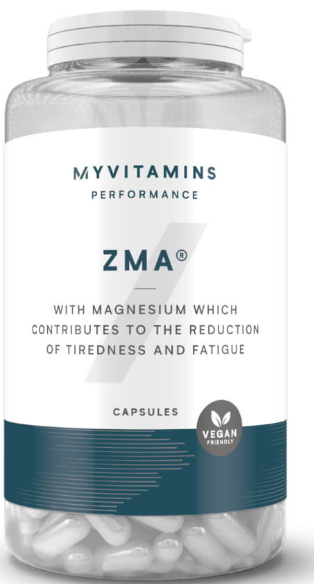 MYVITAMINS
PERFORMANCE
ZMA®
WITH MAGNESIUM WHICH
CONTRIBUTES TO THE REDUCTION
OF TIREDNESS AND FATIGUE
CAPSULES
VEGAN
FRIENDLY